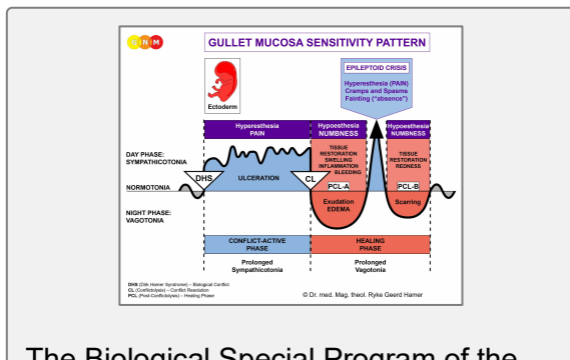 GNM
GULLET MUCOSA SENSITIVITY PATTERN
EPILEPTOID CRISIS
Hyperesthesia (PAIN)
Cramps and Spasms
Fainting ("absence")
Ectoderm
Hyperesthesia
PAIN
Hypoesthesia
NUMBNESS
Hypoesthesia
NUMBNESS
DAY PHASE:
SYMPATHICOTONIA
TISSUE
RESTORATION
SWELLING
INFLAMMATION
BLEEDING
TISSUE
RESTORATION
REDNESS
DHS
ULCERATION
CL
NORMOTONIA
PCL-A
PCL-B
NIGHT PHASE:
VAGOTONIA
Exudation
EDEMA
Scarring
CONFLICT-ACTIVE
PHASE
HEALING
PHASE
Prolonged
Sympathicotonia
Prolonged
Vagotonia
DHS (Dirk Hamer Syndrome) – Biological Conflict
CL (Conflictolysis) – Conflict Resolution
PCL (Post-Conflictolysis) – Healing Phase
© Dr. med. Mag. theol. Ryke Geerd Hamer
The Biological Special Program of the